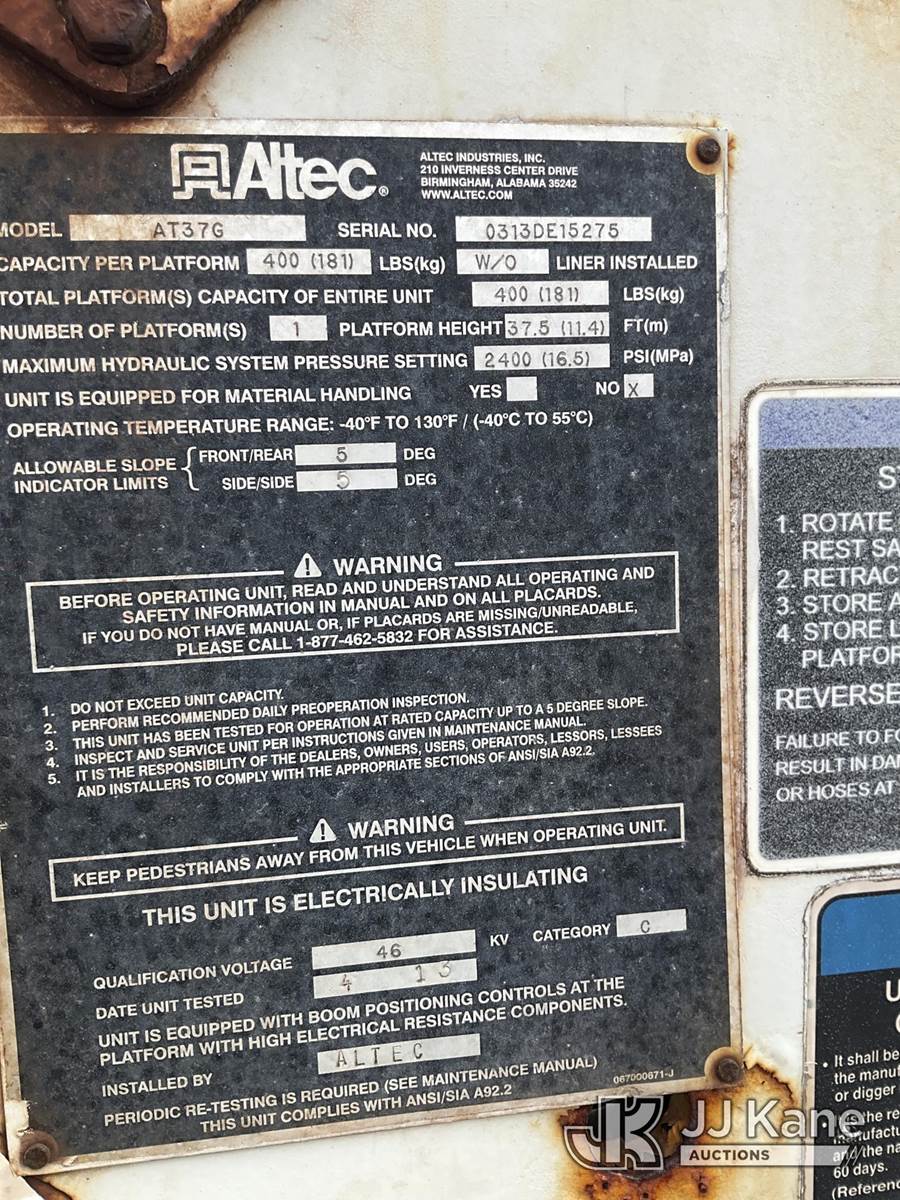 Altec®
ALTEC INDUSTRIES, INC.
210 INVERNESS CENTER DRIVE
BIRMINGHAM, ALABAMA 35242
WWW.ALTEC.COM
MODEL AT37G SERIAL NO. 0313DE15275
CAPACITY PER PLATFORM 400 (181) LBS(kg) W/O LINER INSTALLED
TOTAL PLATFORM(S) CAPACITY OF ENTIRE UNIT 400 (181) LBS(kg)
NUMBER OF PLATFORM(S) 1 PLATFORM HEIGHT 37.5 (11.4) FT(m)
MAXIMUM HYDRAULIC SYSTEM PRESSURE SETTING 2400 (16.5) PSI(MPa)
UNIT IS EQUIPPED FOR MATERIAL HANDLING YES NO X
OPERATING TEMPERATURE RANGE: -40°F TO 130°F / (-40°C TO 55°C)
ALLOWABLE SLOPE INDICATOR LIMITS { FRONT/REAR 5 DEG
SIDE/SIDE 5 DEG
⚠ WARNING
BEFORE OPERATING UNIT, READ AND UNDERSTAND ALL OPERATING AND
SAFETY INFORMATION IN MANUAL AND ON ALL PLACARDS.
IF YOU DO NOT HAVE MANUAL OR, IF PLACARDS ARE MISSING/UNREADABLE,
PLEASE CALL 1-877-462-5832 FOR ASSISTANCE.
1. DO NOT EXCEED UNIT CAPACITY.
2. PERFORM RECOMMENDED DAILY PREOPERATION INSPECTION.
3. THIS UNIT HAS BEEN TESTED FOR OPERATION AT RATED CAPACITY UP TO A 5 DEGREE SLOPE.
4. INSPECT AND SERVICE UNIT PER INSTRUCTIONS GIVEN IN MAINTENANCE MANUAL.
5. IT IS THE RESPONSIBILITY OF THE DEALERS, OWNERS, USERS, OPERATORS, LESSORS, LESSEES
AND INSTALLERS TO COMPLY WITH THE APPROPRIATE SECTIONS OF ANSI/SIA A92.2.
⚠ WARNING
KEEP PEDESTRIANS AWAY FROM THIS VEHICLE WHEN OPERATING UNIT.
THIS UNIT IS ELECTRICALLY INSULATING
QUALIFICATION VOLTAGE 46 KV CATEGORY C
DATE UNIT TESTED 4 13
UNIT IS EQUIPPED WITH BOOM POSITIONING CONTROLS AT THE
PLATFORM WITH HIGH ELECTRICAL RESISTANCE COMPONENTS.
INSTALLED BY ALTEC
PERIODIC RE-TESTING IS REQUIRED (SEE MAINTENANCE MANUAL)
THIS UNIT COMPLIES WITH ANSI/SIA A92.2
067000671-J
1. ROTATE
REST SA
2. RETRAC
3. STORE A
4. STORE L
PLATFOR
REVERSE
FAILURE TO FO
RESULT IN DA
OR HOSES AT
• It shall be
the manuf
or digger
the re
60 days.
(Referen
JJ Kane
AUCTIONS